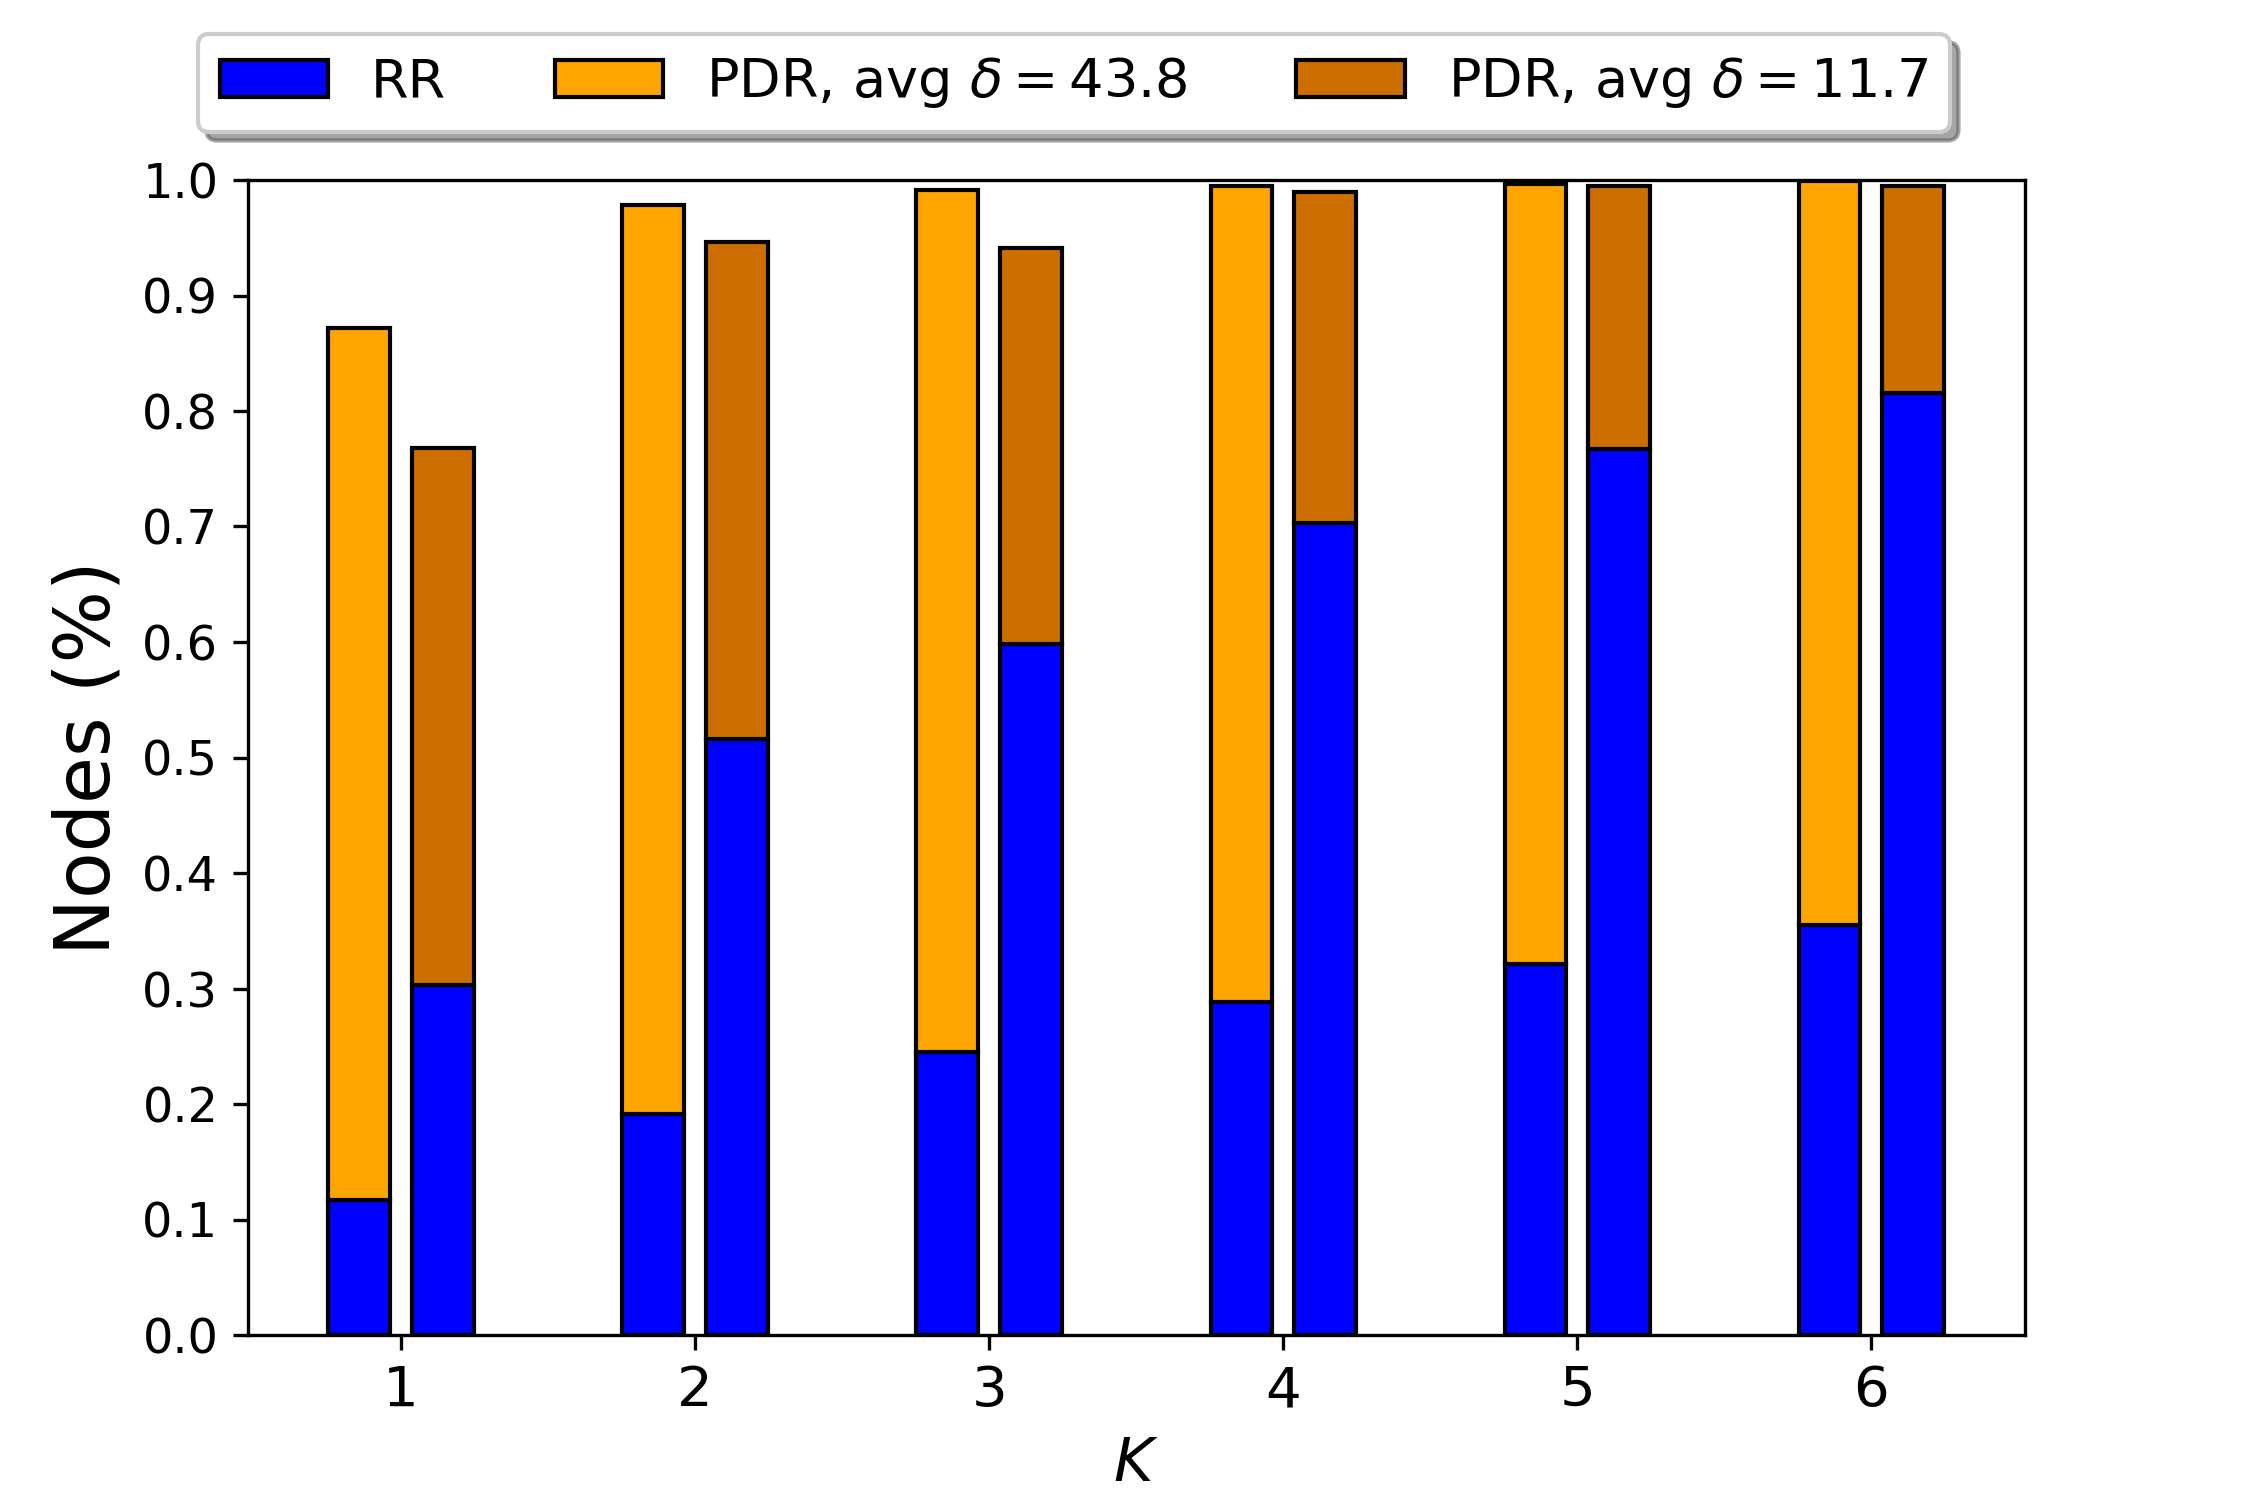 RR PDR, avg δ = 43.8 PDR, avg δ = 11.7
1.0
0.9
0.8
0.7
0.6
0.5
0.4
0.3
0.2
0.1
0.0
Nodes (%)
1 2 3 4 5 6
K